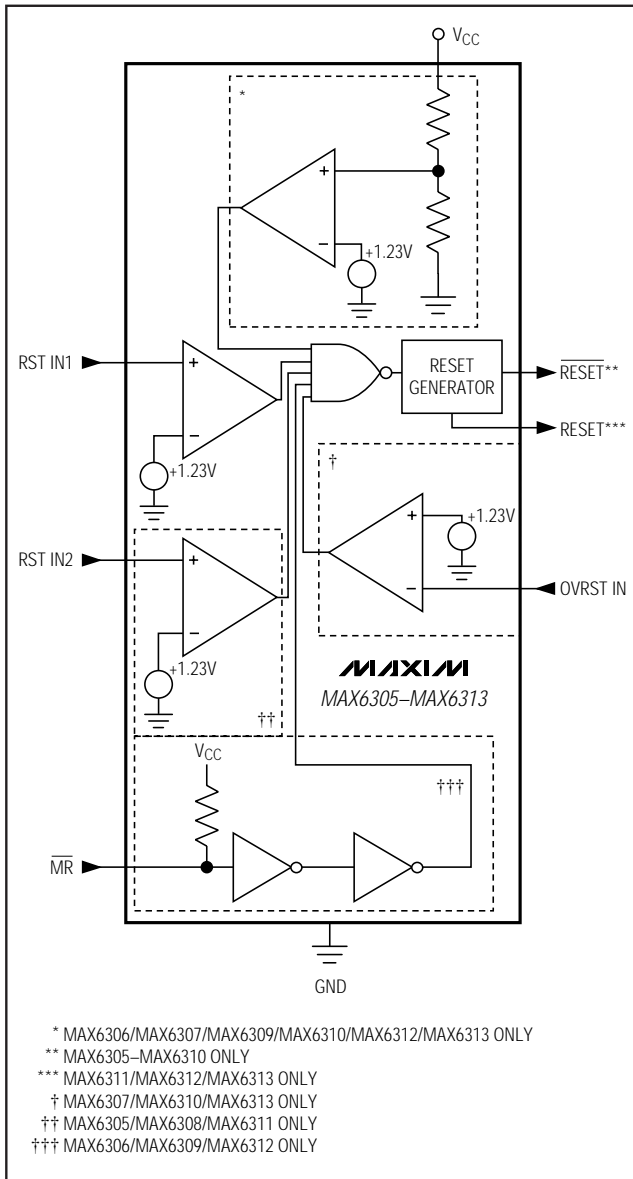 V_CC
*
+
−
+1.23V
RST IN1
+
−
+1.23V
RESET
GENERATOR
RESET**
RESET***
†
+
+1.23V
−
OVRST IN
RST IN2
+
−
+1.23V
††
MAXIM
MAX6305–MAX6313
V_CC
†††
MR
GND
* MAX6306/MAX6307/MAX6309/MAX6310/MAX6312/MAX6313 ONLY
** MAX6305–MAX6310 ONLY
*** MAX6311/MAX6312/MAX6313 ONLY
† MAX6307/MAX6310/MAX6313 ONLY
†† MAX6305/MAX6308/MAX6311 ONLY
††† MAX6306/MAX6309/MAX6312 ONLY